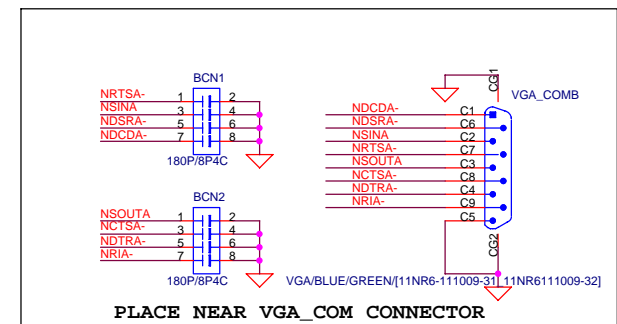 BCN1
NRTSA- 1 2
NSINA 3 4
NDSRA- 5 6
NDCDA- 7 8
180P/8P4C
BCN2
NSOUTA 1 2
NCTSA- 3 4
NDTRA- 5 6
NRIA- 7 8
180P/8P4C
CG1
VGA_COMB
NDCDA- C1
NDSRA- C6
NSINA C2
NRTSA- C7
NSOUTA C3
NCTSA- C8
NDTRA- C4
NRIA- C9
C5
CG2
VGA/BLUE/GREEN/[11NR6-111009-31_11NR6111009-32]
PLACE NEAR VGA_COM CONNECTOR